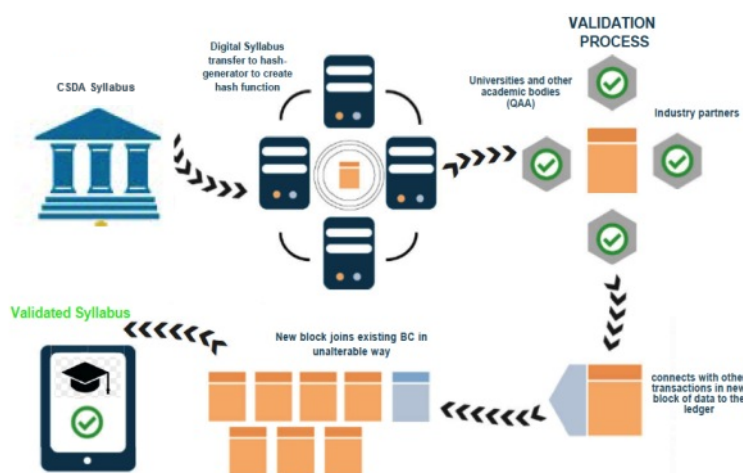 VALIDATION
PROCESS
Digital Syllabus
transfer to hash-
generator to create
hash function
CSDA Syllabus
Universities and other
academic bodies
(QAA)
Industry partners
Validated Syllabus
New block joins existing BC in
unalterable way
connects with other
transactions in new
block of data to the
ledger